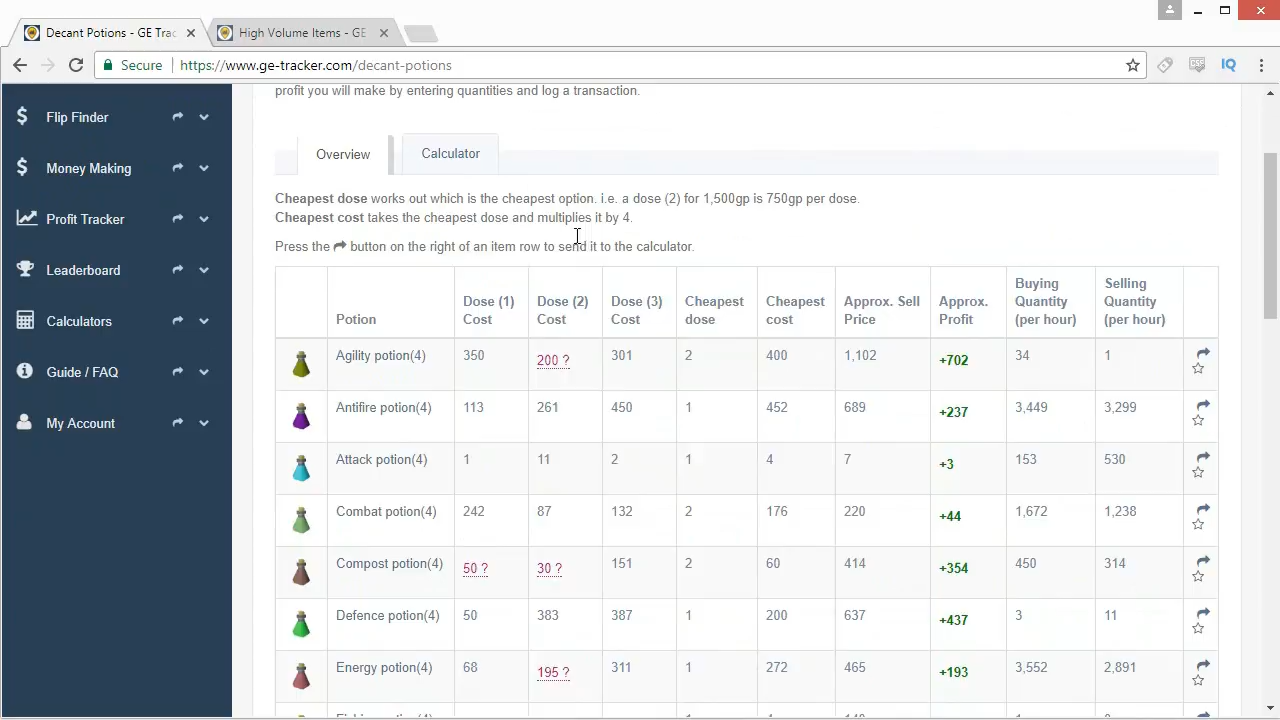 Decant Potions - GE Trac
High Volume Items - GE
Secure
https://www.ge-tracker.com/decant-potions
CSP
IQ
Flip Finder
Money Making
Profit Tracker
Leaderboard
Calculators
Guide / FAQ
My Account
profit you will make by entering quantities and log a transaction.
Overview
Calculator
Cheapest dose works out which is the cheapest option. i.e. a dose (2) for 1,500gp is 750gp per dose.
Cheapest cost takes the cheapest dose and multiplies it by 4.
Press the button on the right of an item row to send it to the calculator.
Potion Dose (1) Cost Dose (2) Cost Dose (3) Cost Cheapest dose Cheapest cost Approx. Sell Price Approx. Profit Buying Quantity (per hour) Selling Quantity (per hour)
Agility potion(4) 350 200 ? 301 2 400 1,102 +702 34 1
Antifire potion(4) 113 261 450 1 452 689 +237 3,449 3,299
Attack potion(4) 1 11 2 1 4 7 +3 153 530
Combat potion(4) 242 87 132 2 176 220 +44 1,672 1,238
Compost potion(4) 50 ? 30 ? 151 2 60 414 +354 450 314
Defence potion(4) 50 383 387 1 200 637 +437 3 11
Energy potion(4) 68 195 ? 311 1 272 465 +193 3,552 2,891